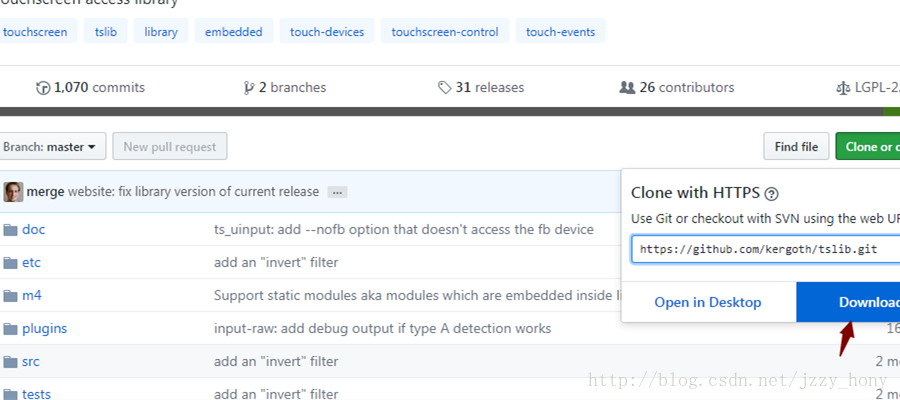 touchscreen access library
touchscreen tslib library embedded touch-devices touchscreen-control touch-events
1,070 commits 2 branches 31 releases 26 contributors LGPL-2.
Branch: master New pull request Find file Clone or
merge website: fix library version of current release ...
Clone with HTTPS ?
Use Git or checkout with SVN using the web
https://github.com/kergoth/tslib.git
Open in Desktop Download
doc ts_uinput: add --nofb option that doesn't access the fb device
etc add an "invert" filter
m4 Support static modules aka modules which are embedded inside
plugins input-raw: add debug output if type A detection works 16
src add an "invert" filter 2
tests add an "invert" filter 2
http://blog.csdn.net/jzzy_hony